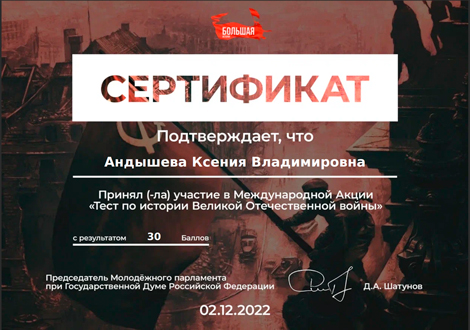 БОЛЬШАЯ
СЕРТИФИКАТ
Подтверждает, что
Андышева Ксения Владимировна
Принял (-ла) участие в Международной Акции
«Тест по истории Великой Отечественной войны»
с результатом 30 Баллов
Председатель Молодёжного парламента
при Государственной Думе Российской Федерации
Д.А. Шатунов
02.12.2022